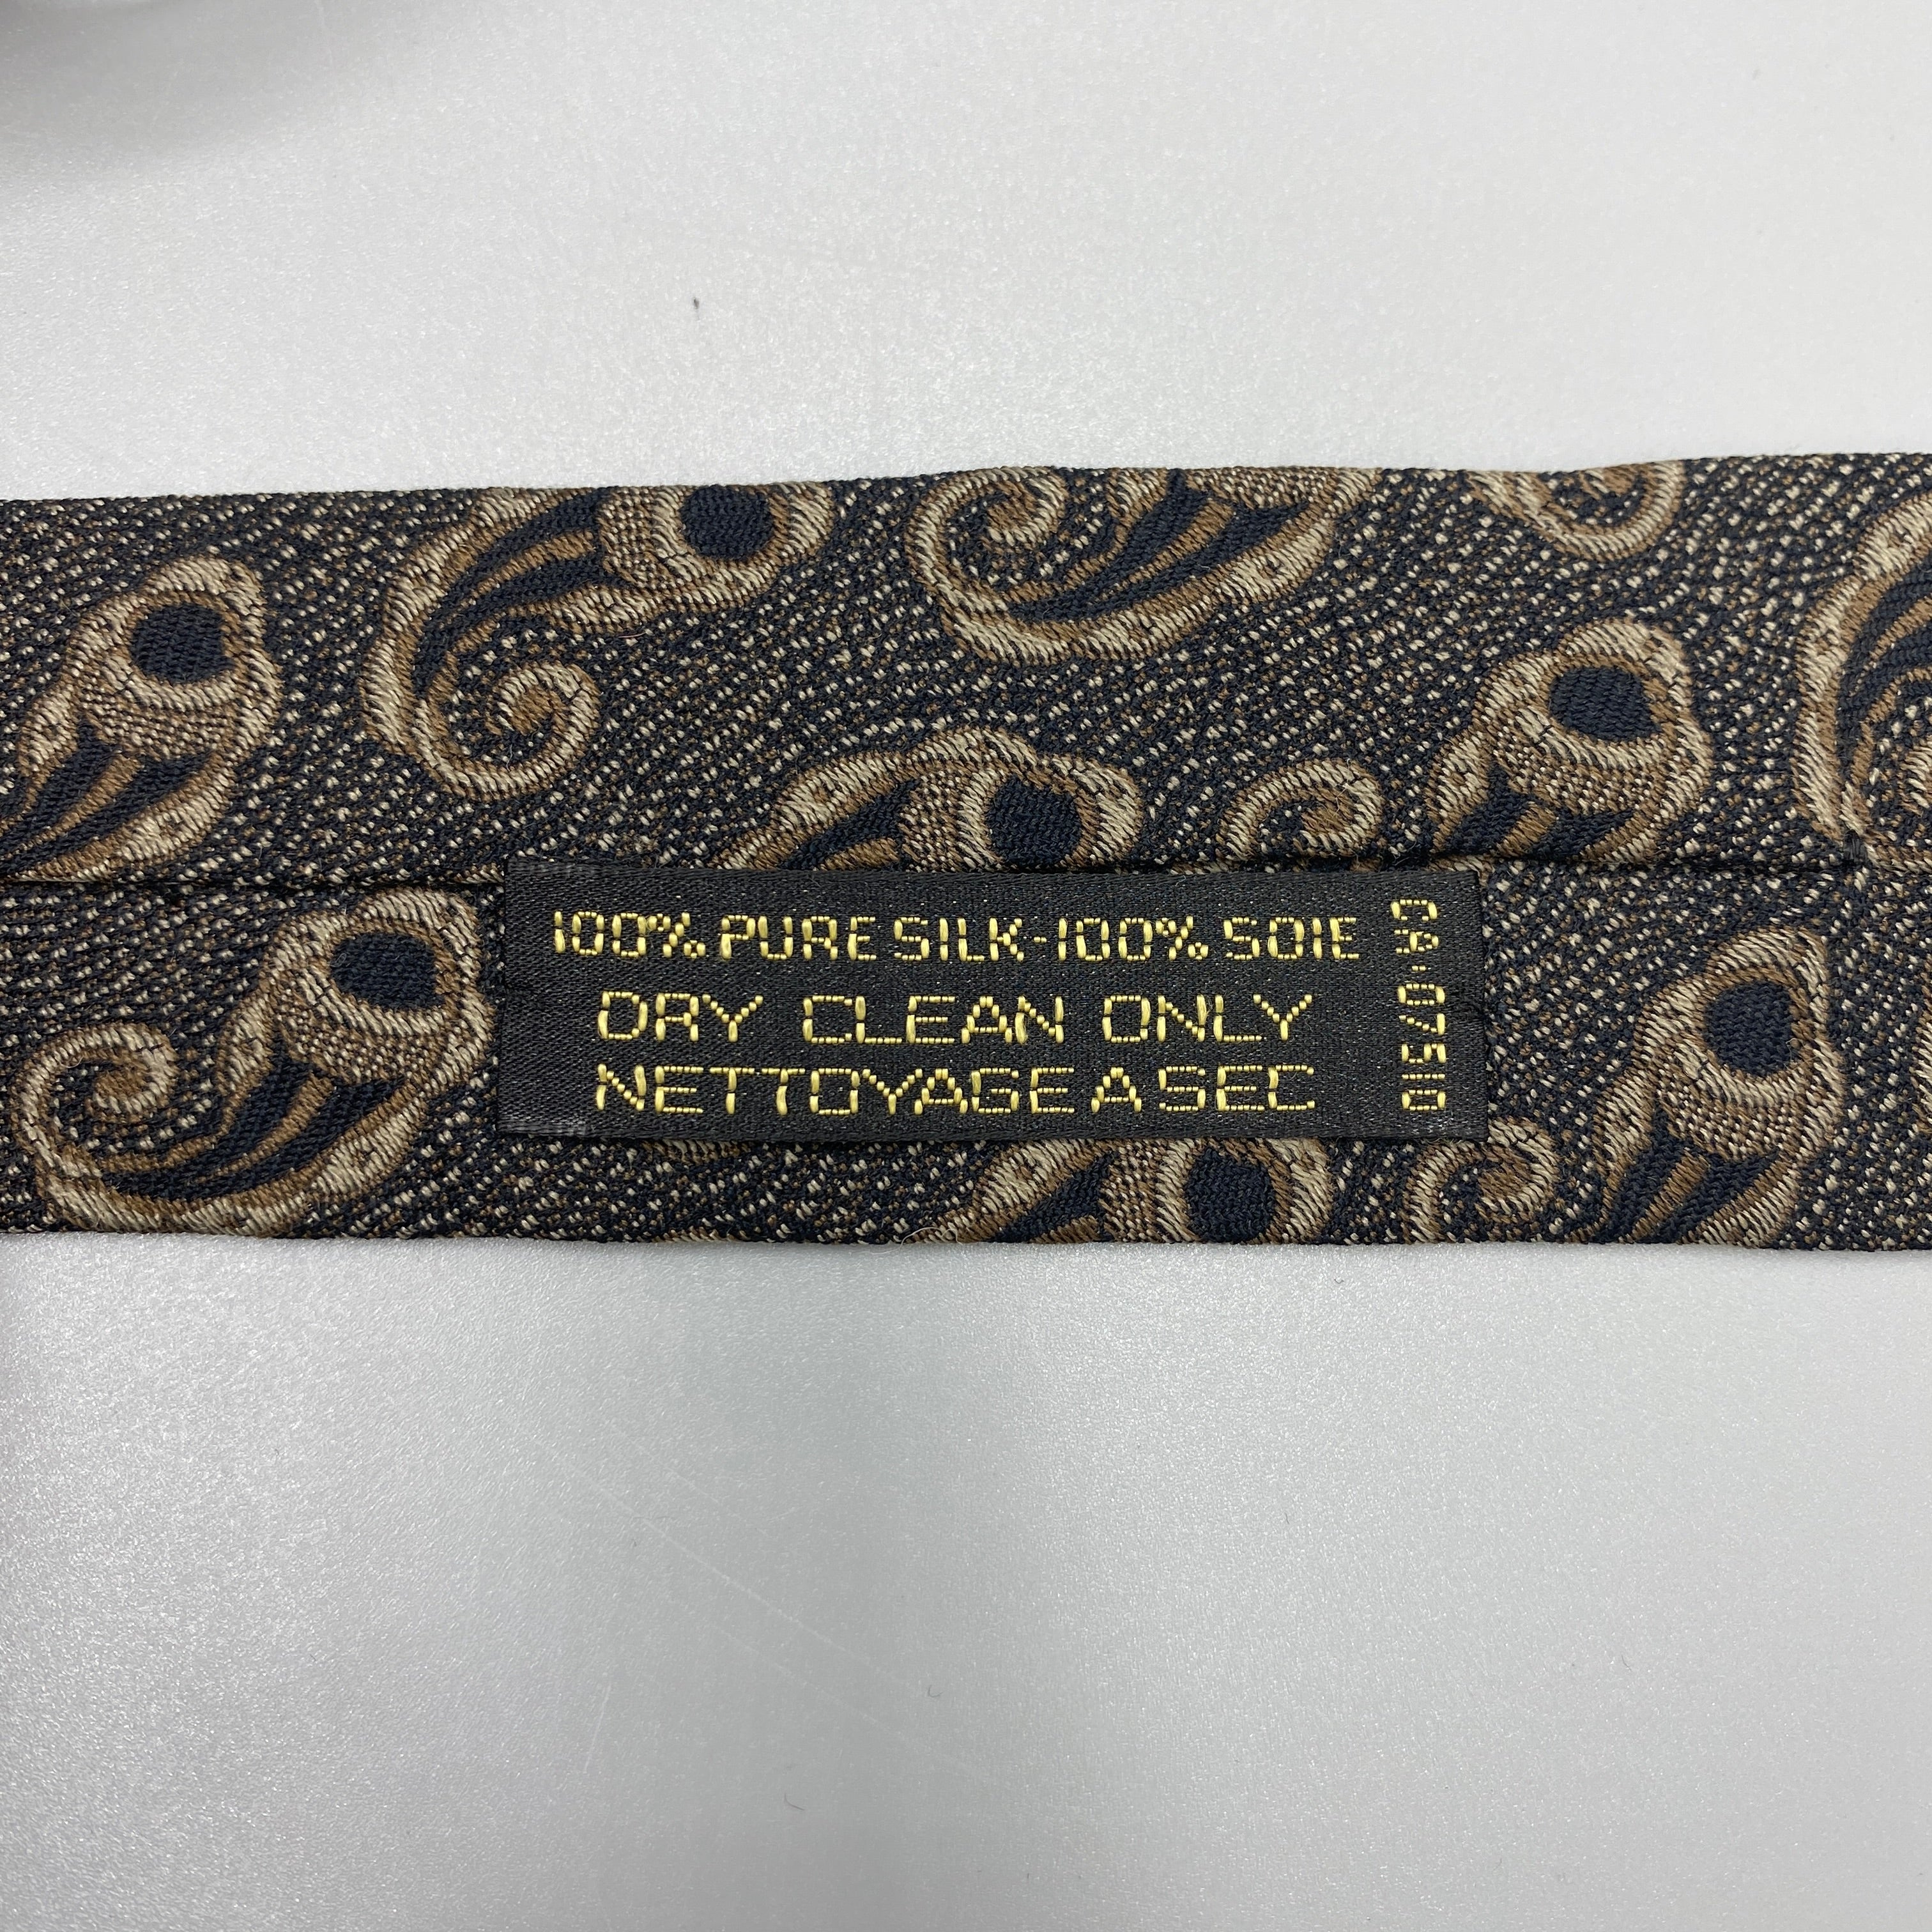 100% PURE SILK-100% SOIE
DRY CLEAN ONLY
NETTOYAGE A SEC
CA·07510